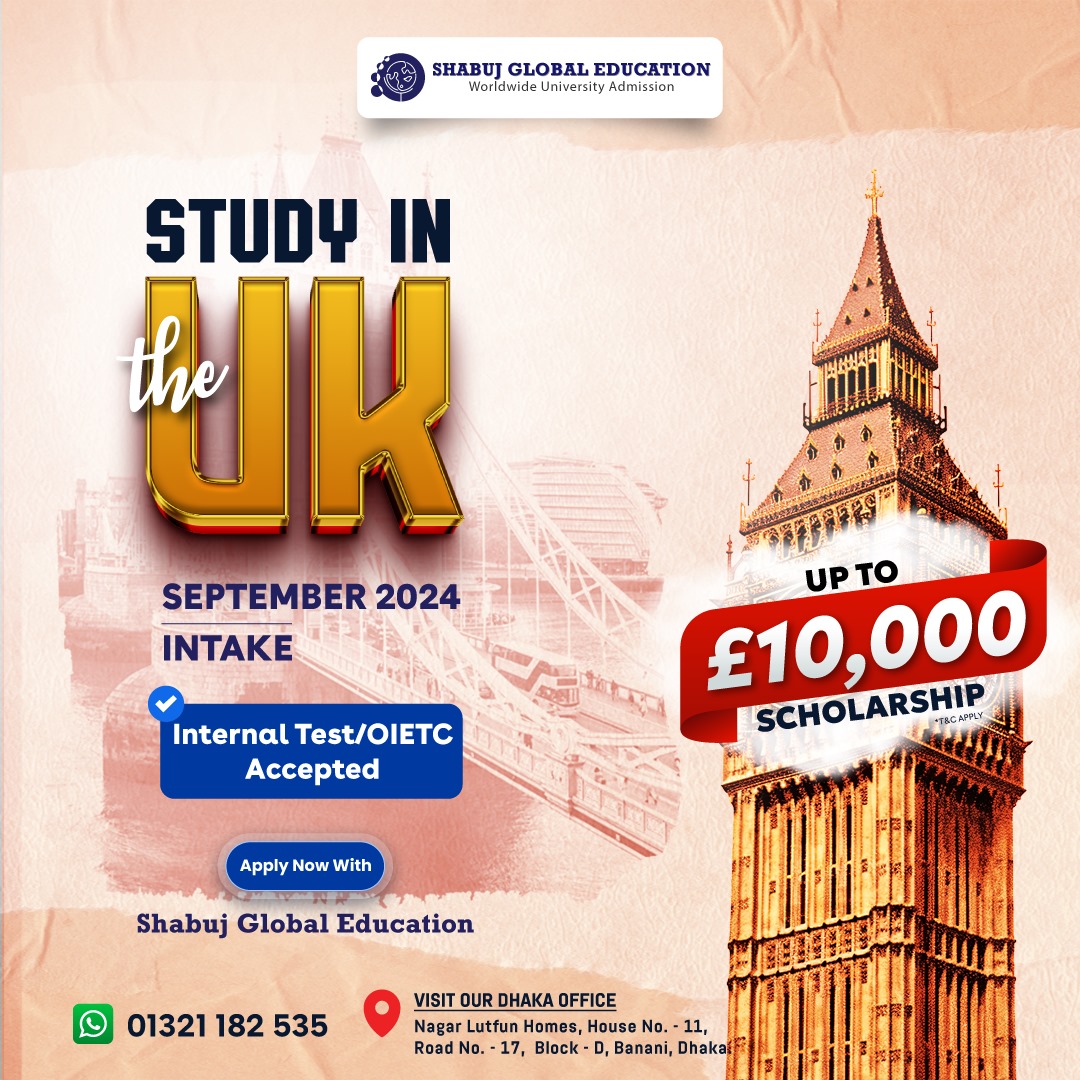 SHABUJ GLOBAL EDUCATION
Worldwide University Admission
STUDY IN
the
UK
SEPTEMBER 2024
INTAKE
Internal Test/OIETC
Accepted
Apply Now With
Shabuj Global Education
UP TO
£10,000
SCHOLARSHIP
*T&C APPLY
01321 182 535
VISIT OUR DHAKA OFFICE
Nagar Lutfun Homes, House No. - 11,
Road No. - 17, Block - D, Banani, Dhaka.